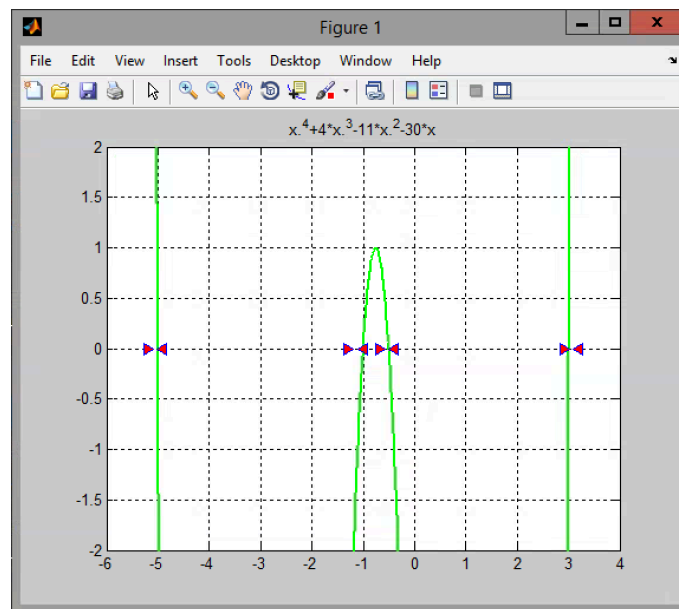 Figure 1
File Edit View Insert Tools Desktop Window Help
x.^4+4*x.^3-11*x.^2-30*x
2
1.5
1
0.5
0
-0.5
-1
-1.5
-2
-6 -5 -4 -3 -2 -1 0 1 2 3 4